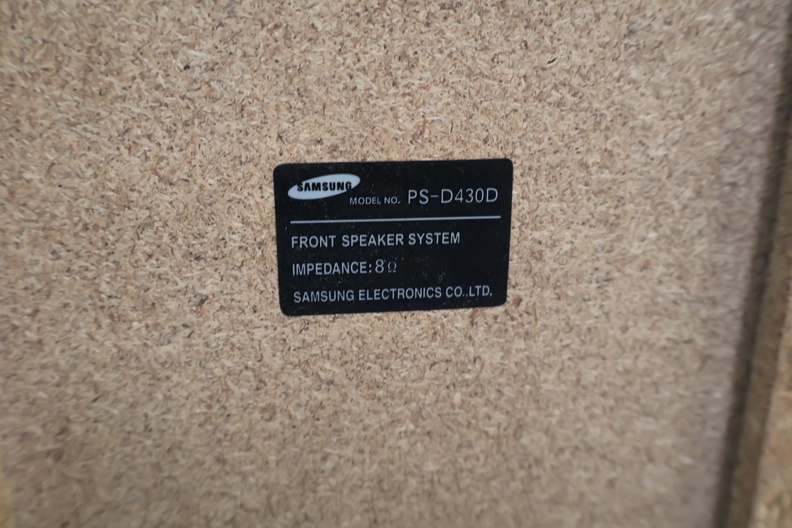 SAMSUNG
MODEL NO. PS-D430D
FRONT SPEAKER SYSTEM
IMPEDANCE:8Ω
SAMSUNG ELECTRONICS CO.,LTD.